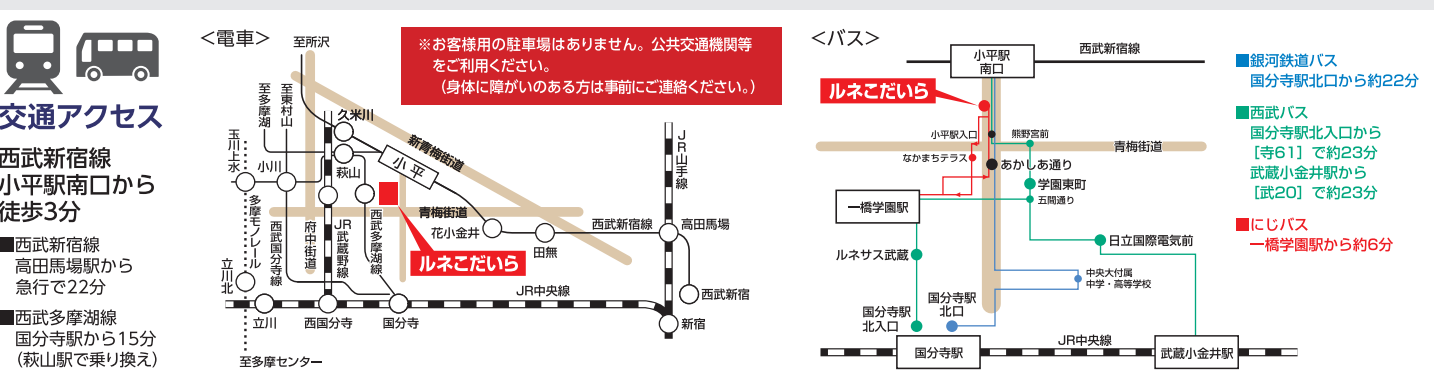 交通アクセス
西武新宿線
小平駅南口から
徒歩3分
■西武新宿線
高田馬場駅から
急行で22分
■西武多摩湖線
国分寺駅から15分
(萩山駅で乗り換え)
<電車>
至所沢
※お客様用の駐車場はありません。公共交通機関等
をご利用ください。
(身体に障がいのある方は事前にご連絡ください。)
至多摩湖
至東村山
久米川
新青梅街道
玉川上水
小川
萩山
小平
JR山手線
多摩モノレール
西武国分寺線
府中街道
JR武蔵野線
西武多摩湖線
青梅街道
花小金井
田無
西武新宿線
高田馬場
ルネこだいら
立川北
JR中央線
西武新宿
立川
西国分寺
国分寺
新宿
至多摩センター
<バス>
小平駅
南口
西武新宿線
ルネこだいら
小平駅入口
熊野宮前
青梅街道
なかまちテラス
あかしあ通り
学園東町
五間通り
一橋学園駅
ルネサス武蔵
日立国際電気前
中央大付属
中学・高等学校
国分寺駅
北入口
国分寺駅
北口
JR中央線
国分寺駅
武蔵小金井駅
■銀河鉄道バス
国分寺駅北口から約22分
■西武バス
国分寺駅北入口から
[寺61]で約23分
武蔵小金井駅から
[武20]で約23分
■にじバス
一橋学園駅から約6分